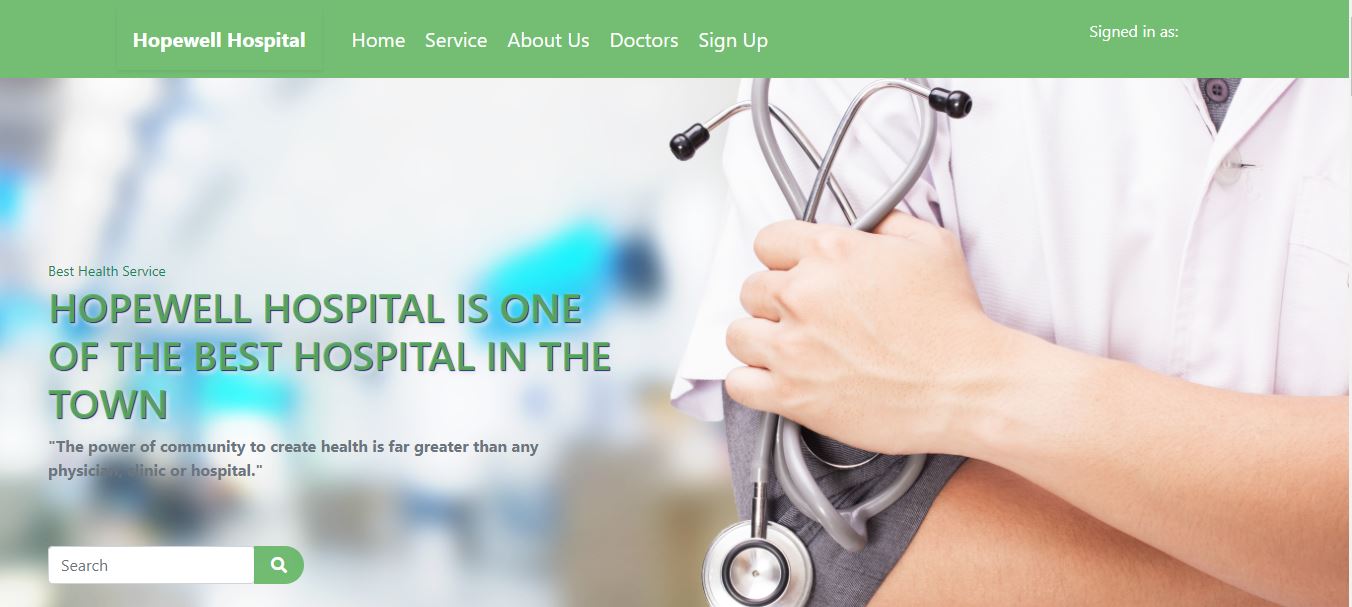 Hopewell Hospital Home Service About Us Doctors Sign Up Signed in as:
Best Health Service
HOPEWELL HOSPITAL IS ONE
OF THE BEST HOSPITAL IN THE
TOWN
"The power of community to create health is far greater than any
physician, clinic or hospital."
Search